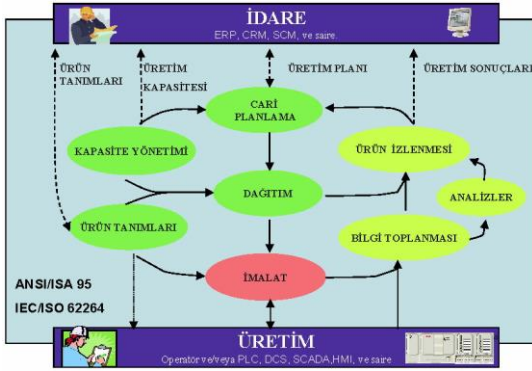 İDARE
ERP, CRM, SCM, ve saire.
ÜRÜN
TANIMLARI
ÜRETİM
KAPASİTESİ
ÜRETİM PLANI
ÜRETİM SONUÇLARI
CARİ
PLANLAMA
KAPASİTE YÖNETİMİ
ÜRÜN İZLENMESİ
DAĞITIM
ANALİZLER
ÜRÜN TANIMLARI
BİLGİ TOPLANMASI
İMALAT
ANSI/ISA 95
IEC/ISO 62264
ÜRETİM
Operatör ve/veya PLC, DCS, SCADA,HMI, ve saire